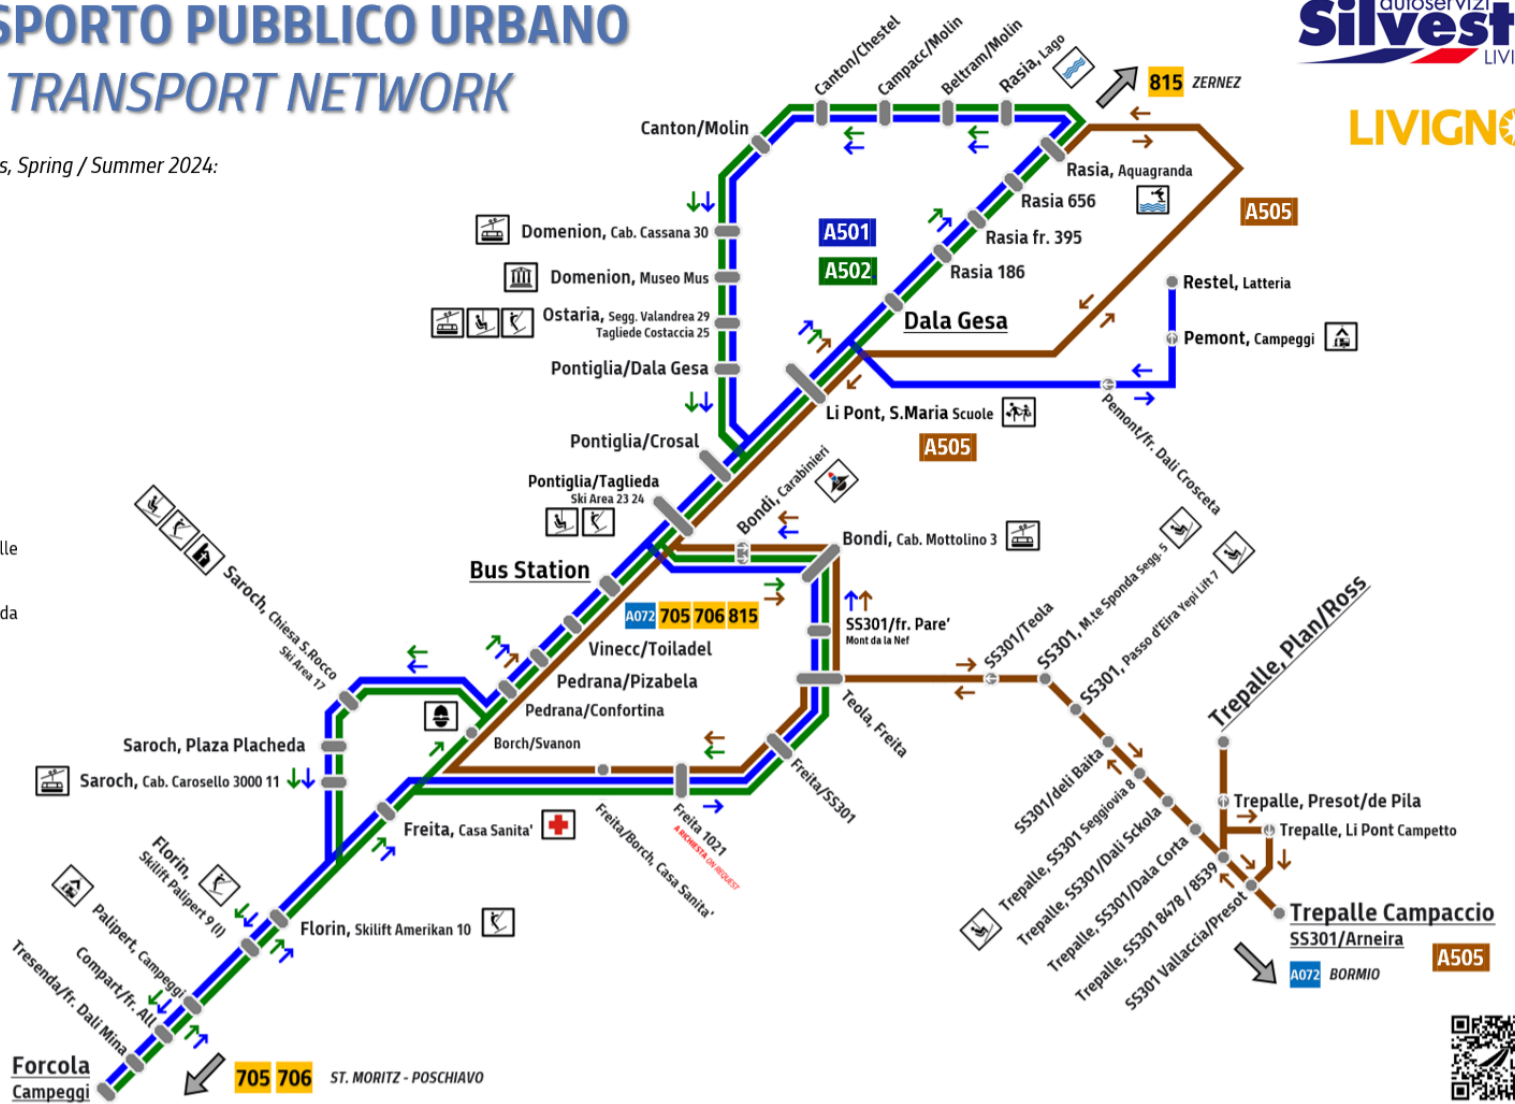 SPORTO PUBBLICO URBANO
TRANSPORT NETWORK
s, Spring / Summer 2024:
autoservizi
Silvest
LIVI
LIVIGN
815 ZERNEZ
Canton/Chestel
Campacc/Molin
Beltram/Molin
Rasia, Lago
Canton/Molin
Rasia, Aquagranda
Rasia 656
Rasia fr. 395
Rasia 186
A501
A502
A505
Domenion, Cab. Cassana 30
Domenion, Museo Mus
Ostaria, Segg. Valandrea 29
Tagliede Costaccia 25
Pontiglia/Dala Gesa
Dala Gesa
Restel, Latteria
Pemont, Campeggi
Pemont/fr. Dali Crosceta
Li Pont, S.Maria Scuole
A505
Pontiglia/Crosal
Pontiglia/Taglieda
Ski Area 23 24
Bondi, Carabinieri
Bondi, Cab. Mottolino 3
lle
da
Bus Station
A072 705 706 815
Vinecc/Toiladel
Pedrana/Pizabela
Pedrana/Confortina
Borch/Svanon
SS301/fr. Pare'
Mont da la Nef
Teola, Freita
SS301/Teola
SS301, M.te Sponda Segg. 5
SS301, Passo d'Eira Yepi Lift 7
Trepalle, Plan/Ross
Saroch, Chiesa S.Rocco
Ski Area 17
Saroch, Plaza Placheda
Saroch, Cab. Carosello 3000 11
Freita, Casa Sanita'
Freita/Borch, Casa Sanita'
Freita 1021
A RICHIESTA ON REQUEST
Freita/SS301
SS301/deli Baita
Trepalle, SS301 Seggiovia 8
Trepalle, SS301/Dali Sckola
Trepalle, SS301/Dala Corta
Trepalle, SS301 8478 / 8539
SS301 Vallaccia/Presot
Trepalle, Presot/de Pila
Trepalle, Li Pont Campetto
Trepalle Campaccio
SS301/Arneira
A505
A072 BORMIO
Florin,
Skilift Palipert 9 (I)
Florin, Skilift Amerikan 10
Palipert, Campeggi
Compart/fr. All
Tresenda/fr. Dali Mina
Forcola
Campeggi
705 706 ST. MORITZ - POSCHIAVO